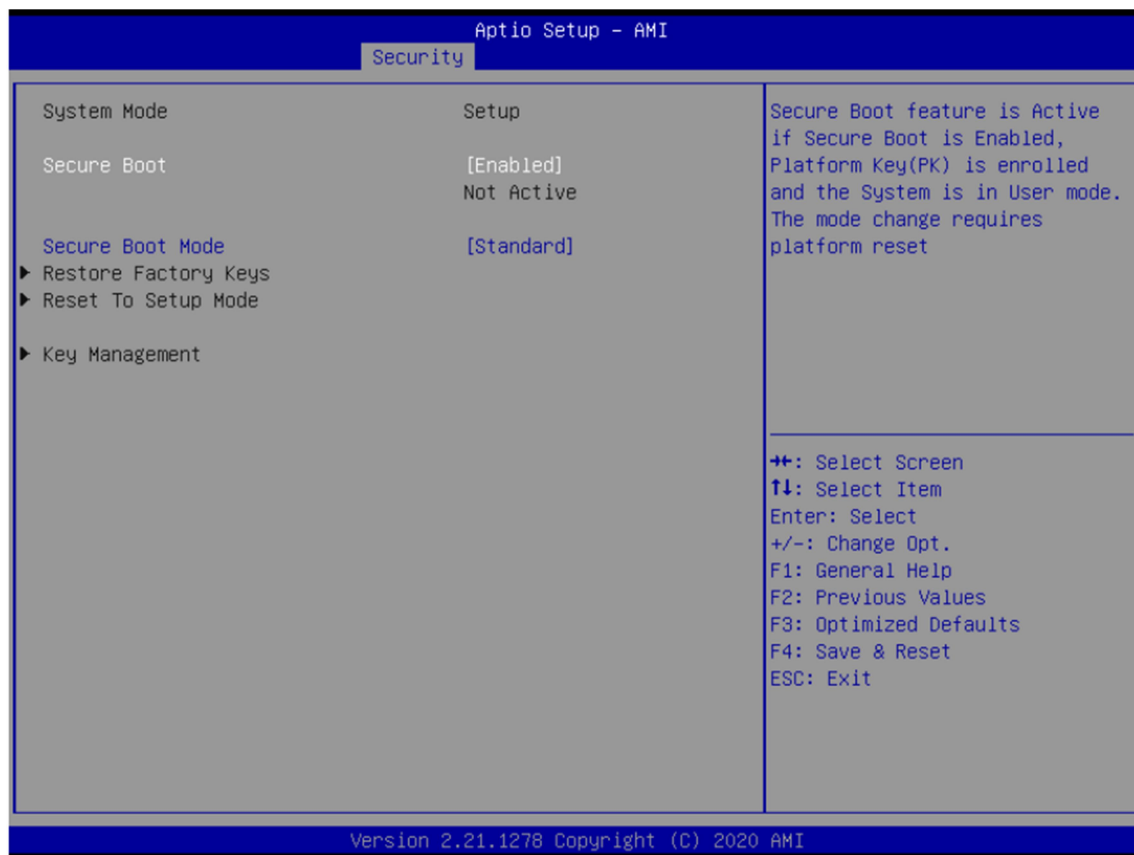 Aptio Setup - AMI
Security
System Mode Setup
Secure Boot [Enabled]
Not Active
Secure Boot Mode [Standard]
▶ Restore Factory Keys
▶ Reset To Setup Mode
▶ Key Management
Secure Boot feature is Active
if Secure Boot is Enabled,
Platform Key(PK) is enrolled
and the System is in User mode.
The mode change requires
platform reset
→←: Select Screen
↑↓: Select Item
Enter: Select
+/-: Change Opt.
F1: General Help
F2: Previous Values
F3: Optimized Defaults
F4: Save & Reset
ESC: Exit
Version 2.21.1278 Copyright (C) 2020 AMI